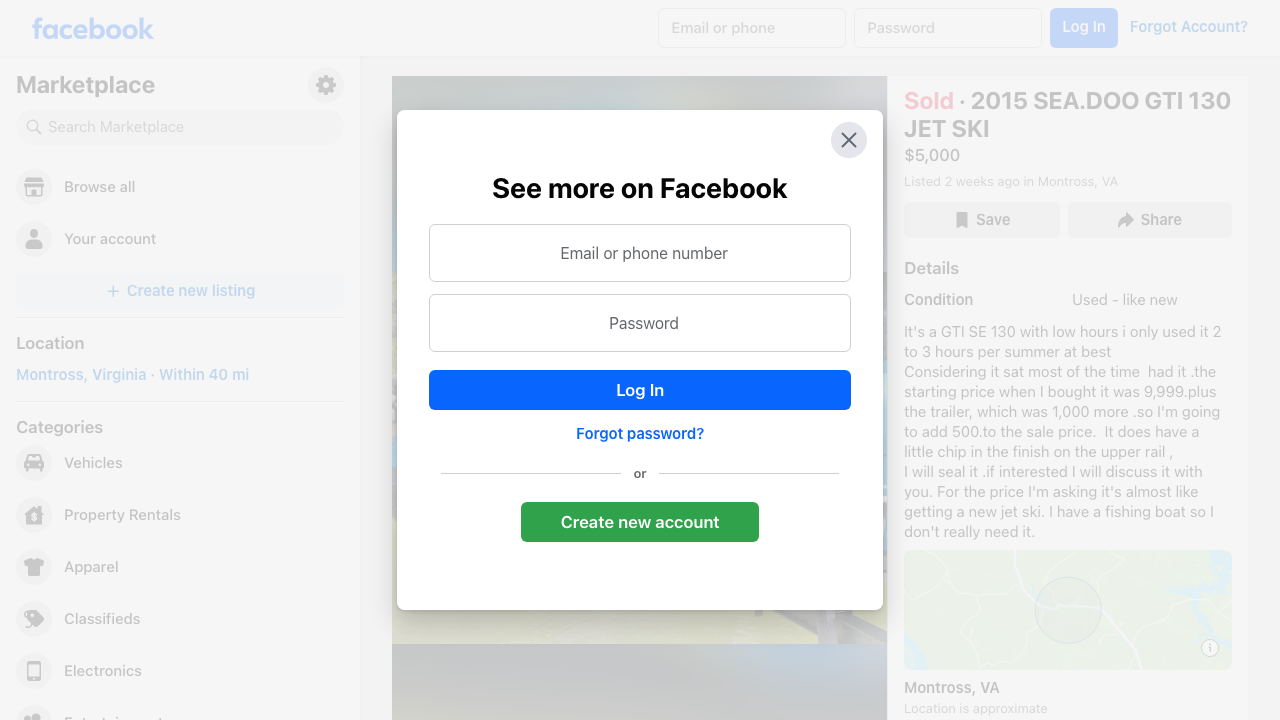 facebook
Email or phone
Password
Log In
Forgot Account?
Marketplace
Search Marketplace
Browse all
Your account
Create new listing
Location
Montross, Virginia · Within 40 mi
Categories
Vehicles
Property Rentals
Apparel
Classifieds
Electronics
See more on Facebook
Email or phone number
Password
Log In
Forgot password?
or
Create new account
Sold · 2015 SEA.DOO GTI 130
JET SKI
$5,000
Listed 2 weeks ago in Montross, VA
Save
Share
Details
Condition
Used - like new
It's a GTI SE 130 with low hours i only used it 2
to 3 hours per summer at best
Considering it sat most of the time  had it .the
starting price when I bought it was 9,999.plus
the trailer, which was 1,000 more .so I'm going
to add 500.to the sale price.  It does have a
little chip in the finish on the upper rail ,
I will seal it .if interested I will discuss it with
you. For the price I'm asking it's almost like
getting a new jet ski. I have a fishing boat so I
don't really need it.
Montross, VA
Location is approximate